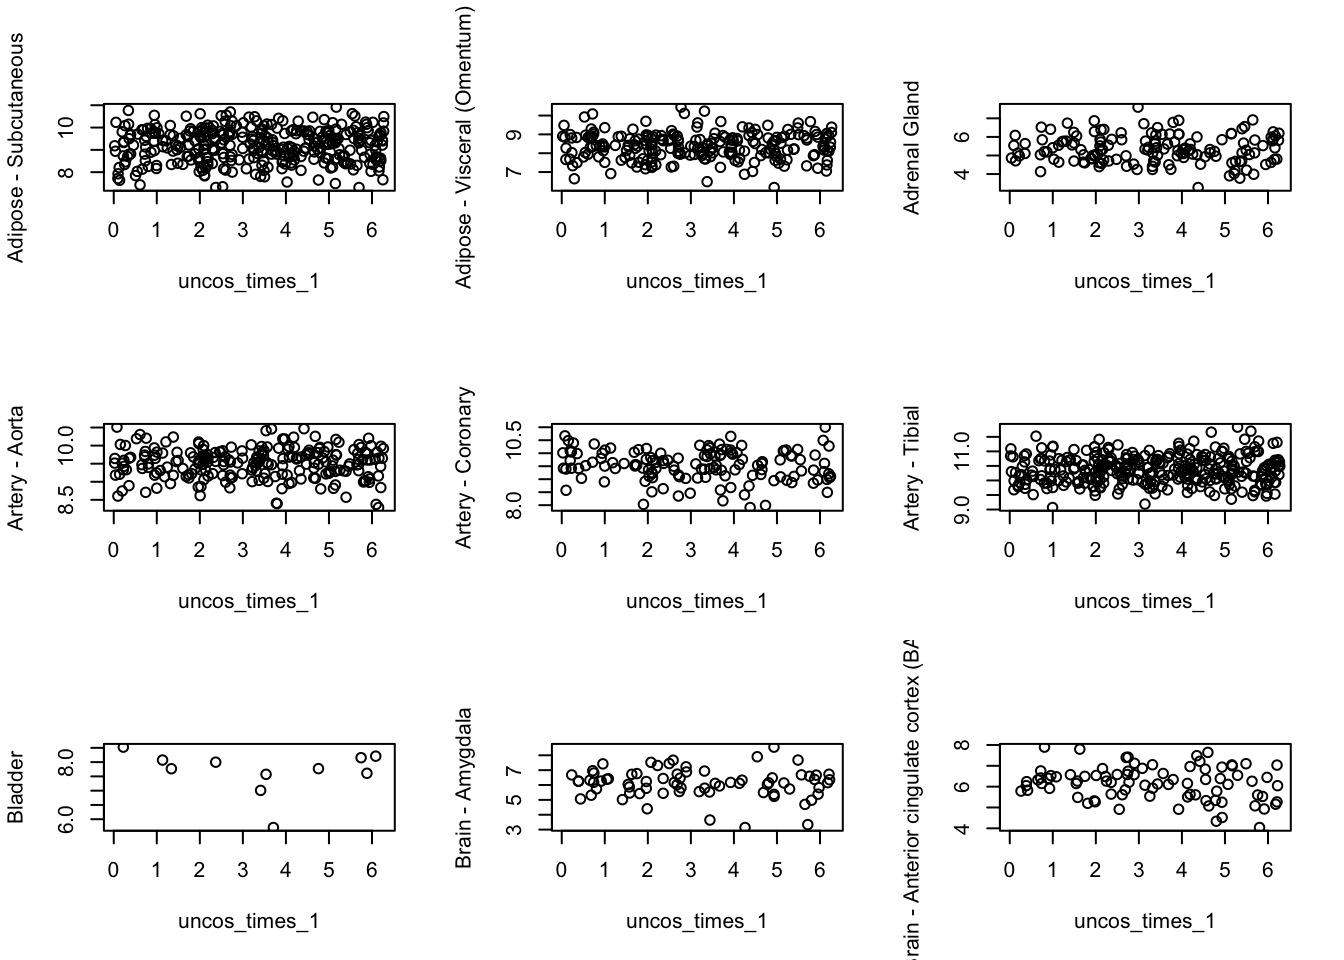 Adipose - Subcutaneous
10
8
0 1 2 3 4 5 6
uncos_times_1
Adipose - Visceral (Omentum)
9
7
0 1 2 3 4 5 6
uncos_times_1
Adrenal Gland
6
4
0 1 2 3 4 5 6
uncos_times_1
Artery - Aorta
10.0
8.5
0 1 2 3 4 5 6
uncos_times_1
Artery - Coronary
10.5
8.0
0 1 2 3 4 5 6
uncos_times_1
Artery - Tibial
11.0
9.0
0 1 2 3 4 5 6
uncos_times_1
Bladder
8.0
6.0
0 1 2 3 4 5 6
uncos_times_1
Brain - Amygdala
7
5
3
0 1 2 3 4 5 6
uncos_times_1
rain - Anterior cingulate cortex (BA
8
6
4
0 1 2 3 4 5 6
uncos_times_1